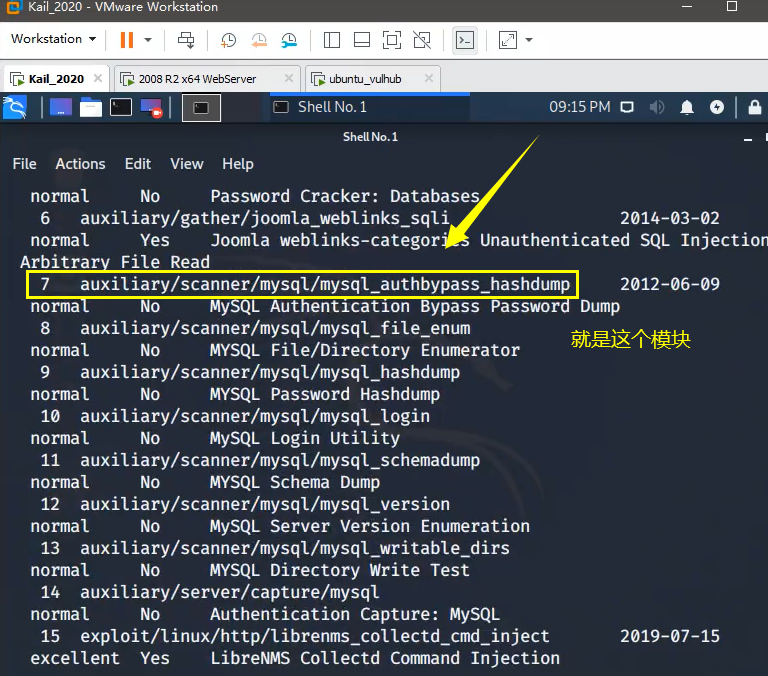 Kail_2020 - VMware Workstation
Workstation
Kail_2020 2008 R2 x64 WebServer ubuntu_vulhub
Shell No. 1 09:15 PM
Shell No. 1
File Actions Edit View Help
normal No Password Cracker: Databases
6 auxiliary/gather/joomla_weblinks_sqli 2014-03-02
normal Yes Joomla weblinks-categories Unauthenticated SQL Injection
Arbitrary File Read
7 auxiliary/scanner/mysql/mysql_authbypass_hashdump 2012-06-09
normal No MySQL Authentication Bypass Password Dump
8 auxiliary/scanner/mysql/mysql_file_enum
就是这个模块
normal No MYSQL File/Directory Enumerator
9 auxiliary/scanner/mysql/mysql_hashdump
normal No MYSQL Password Hashdump
10 auxiliary/scanner/mysql/mysql_login
normal No MySQL Login Utility
11 auxiliary/scanner/mysql/mysql_schemadump
normal No MYSQL Schema Dump
12 auxiliary/scanner/mysql/mysql_version
normal No MySQL Server Version Enumeration
13 auxiliary/scanner/mysql/mysql_writable_dirs
normal No MYSQL Directory Write Test
14 auxiliary/server/capture/mysql
normal No Authentication Capture: MySQL
15 exploit/linux/http/librenms_collectd_cmd_inject 2019-07-15
excellent Yes LibreNMS Collectd Command Injection